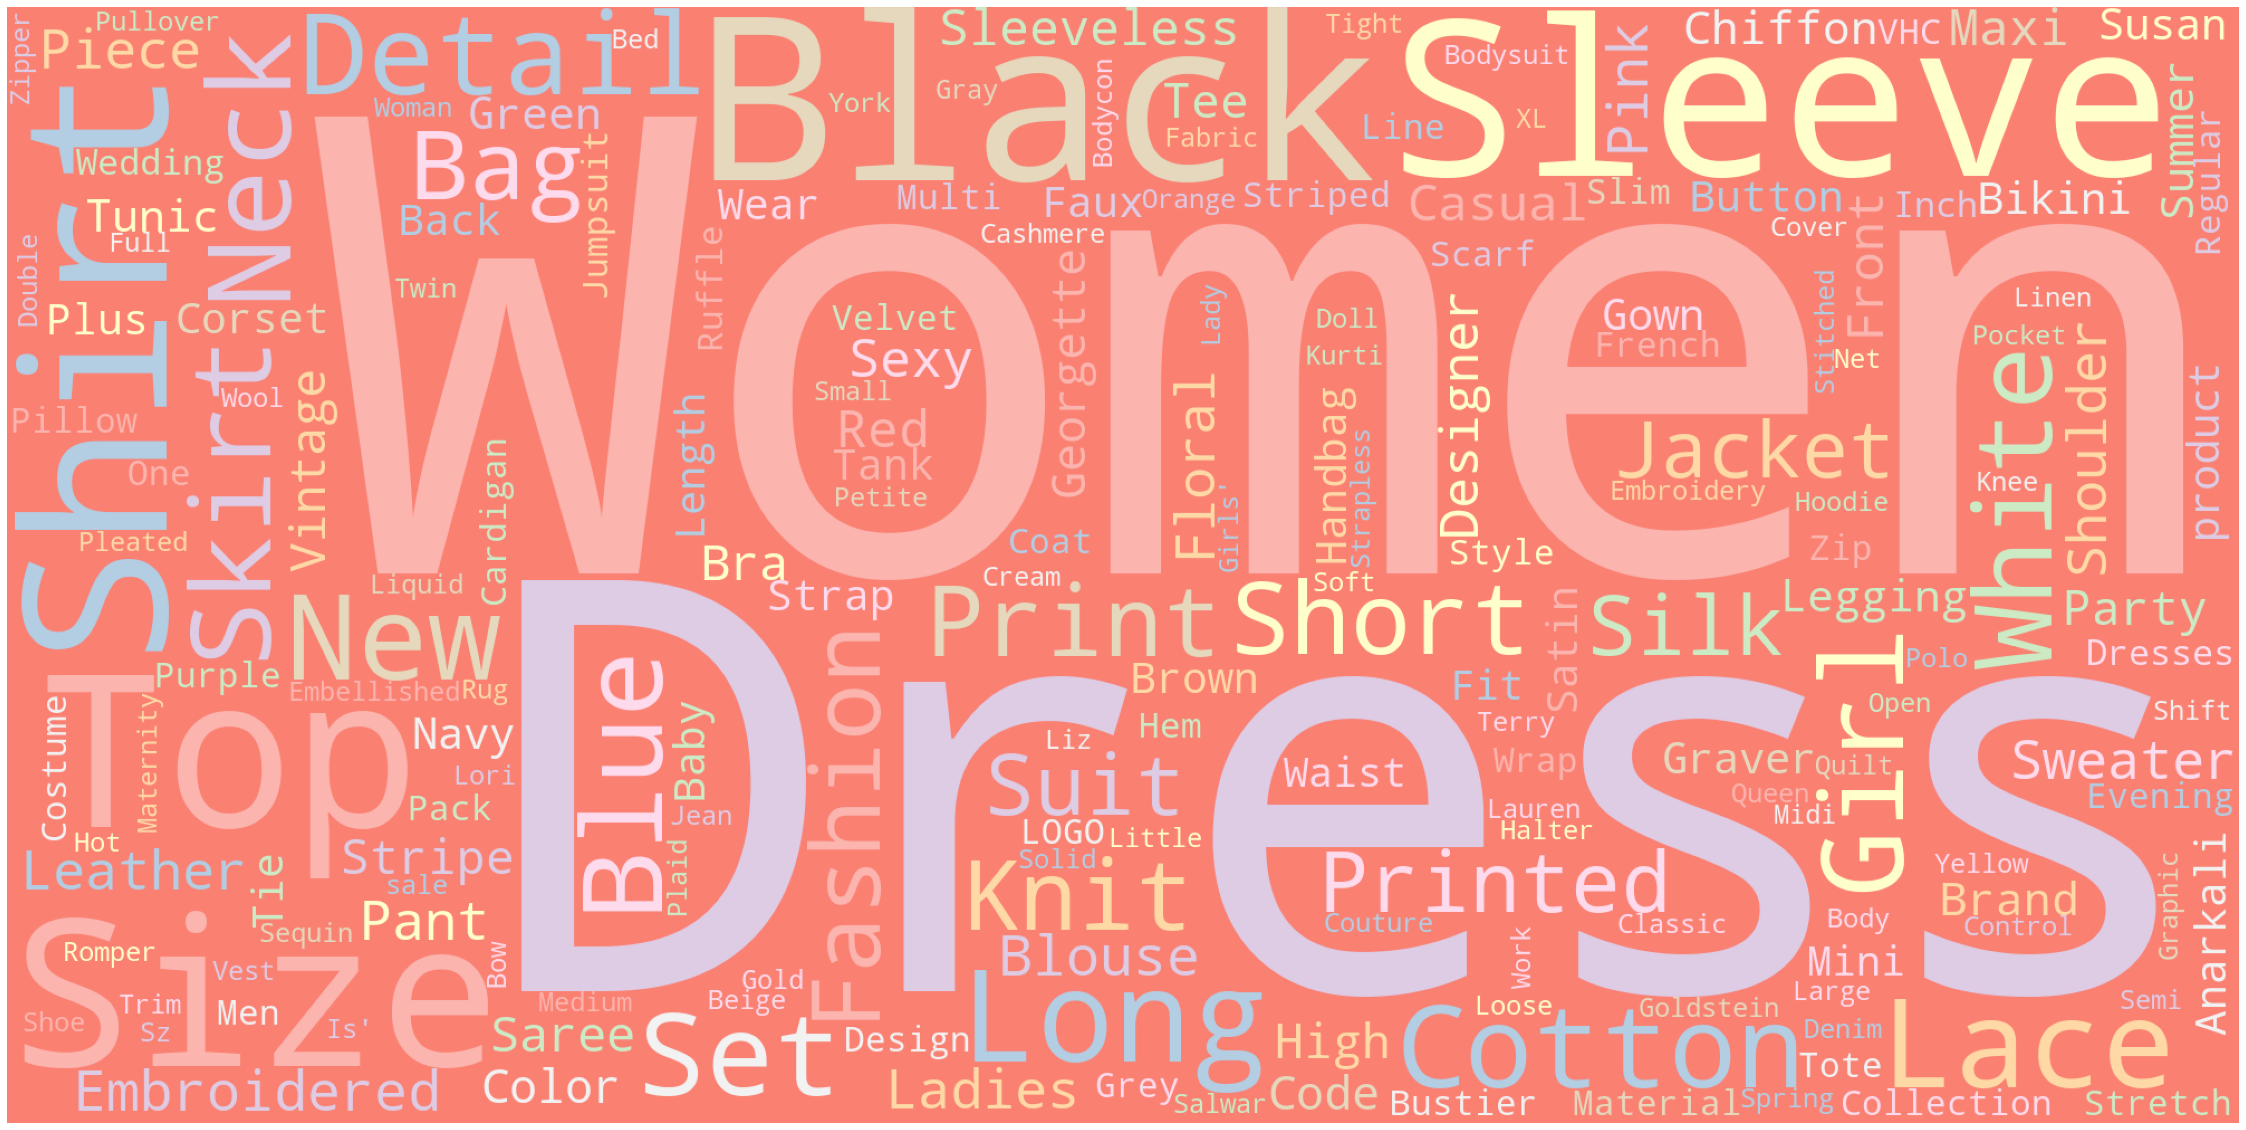 Zipper
Pullover
Piece
Detail
Bed
Black
Sleeveless
Tight
Sleeve
Bodysuit
Pink
Chiffon
VHC
Maxi
Susan
Shirt
Neck
Woman
Green
Bag
York
Gray
Bodycon
Tee
Fabric
Line
XL
Summer
Regular
Wedding
Tunic
Full
Back
Jumpsuit
Wear
Multi
Faux
Orange
Striped
Casual
Slim
Button
Inch
Bikini
Double
Plus
Corset
Twin
Women
Ruffle
Cashmere
Georgette
Scarf
Cover
Front
Velvet
Sexy
Small
Red
Tank
Petite
Lady
Doll
Kurti
Designer
Gown
French
Stitched
Net
Linen
Pocket
Skirt
Wool
Vintage
Pillow
One
Pleated
Cardigan
Length
Floral
Girls'
Handbag
Strapless
Jacket
Embroidery
Hoodie
White
Knee
Shoulder
product
Liquid
New
Bra
Strap
Coat
Cream
Soft
Style
Zip
Print
Short
Silk
Legging
Party
Purple
Embellished
Rug
Top
Dress
Blue
Fashion
Brown
Satin
Fit
Girl
Polo
Dresses
Costume
Maternity
Navy
Lori
Baby
Jean
Pack
Hem
Liz
Suit
Terry
Waist
Wrap
Graver
Quilt
Open
Shift
Sweater
Queen
Midi
Evening
Hot
Leather
Tie
Stripe
sale
Plaid
LOGO
Little
Solid
Lauren
Halter
Knit
Printed
Yellow
Brand
Control
Graphic
Anarkali
Size
Romper
Sequin
Pant
Bow
Vest
Couture
Classic
Body
Blouse
Work
Mini
Shoe
Trim
Sz
Men
Is'
Medium
Gold
Beige
Long
Loose
Goldstein
Large
Semi
Saree
Set
Design
High
Cotton
Denim
Tote
Lace
Embroidered
Color
Ladies
Grey
Salwar
Code
Bustier
Material
Spring
Collection
Stretch